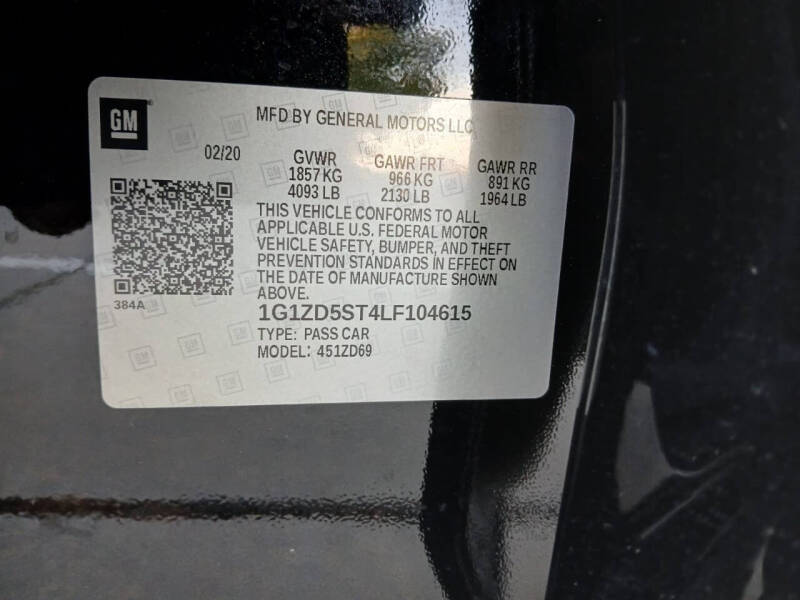 GM
MFD BY GENERAL MOTORS LLC
02/20 GVWR GAWR FRT GAWR RR
1857 KG 966 KG 891 KG
4093 LB 2130 LB 1964 LB
THIS VEHICLE CONFORMS TO ALL
APPLICABLE U.S. FEDERAL MOTOR
VEHICLE SAFETY, BUMPER, AND THEFT
PREVENTION STANDARDS IN EFFECT ON
THE DATE OF MANUFACTURE SHOWN
ABOVE.
384A
1G1ZD5ST4LF104615
TYPE: PASS CAR
MODEL: 451ZD69